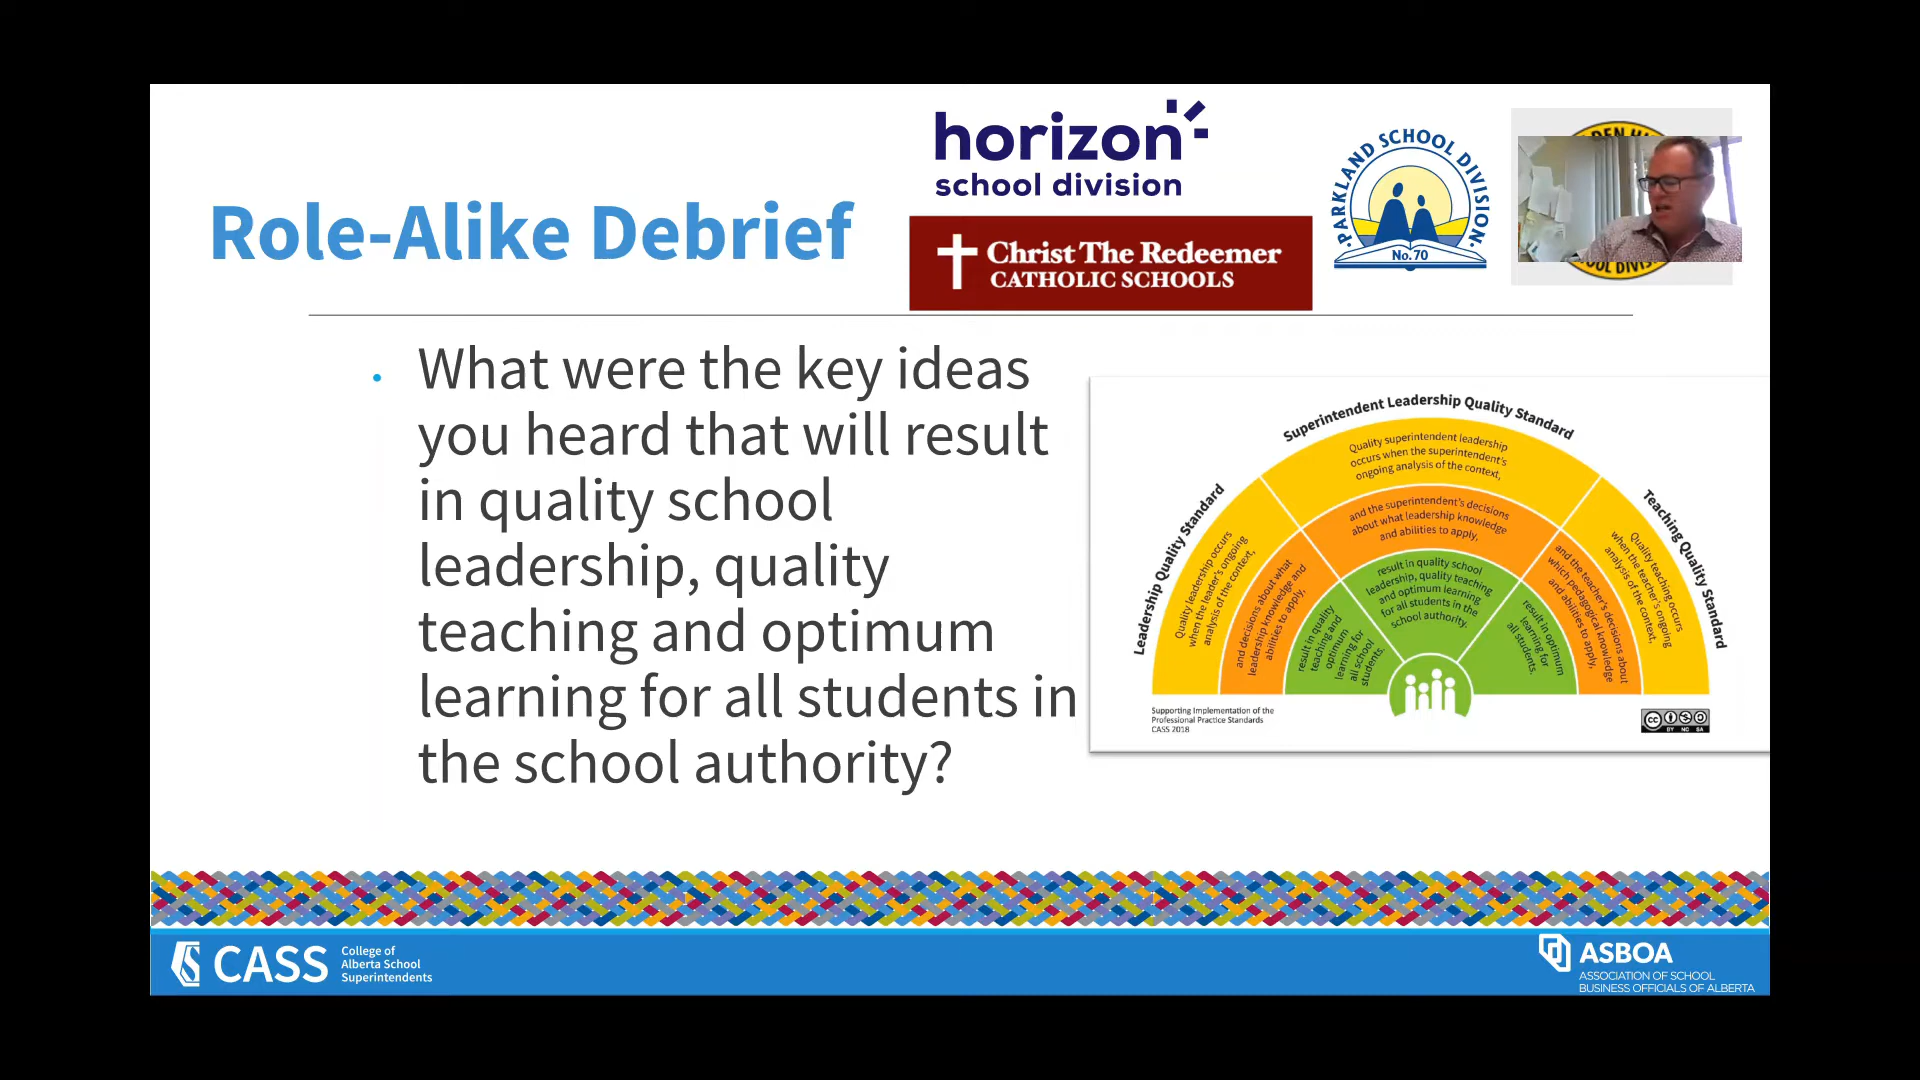 horizon
school division
Role-Alike Debrief
Christ The Redeemer
CATHOLIC SCHOOLS
·PARKLAND SCHOOL DIVISION·
No.70
What were the key ideas
you heard that will result
in quality school
leadership, quality
teaching and optimum
learning for all students in
the school authority?
Superintendent Leadership Quality Standard
Quality superintendent leadership
occurs when the superintendent's
ongoing analysis of the context,
and the superintendent's decisions
about what leadership knowledge
and abilities to apply,
result in quality school
leadership, quality teaching
and optimum learning
for all students in the
school authority.
Leadership Quality Standard
Quality leadership occurs
when the leader's ongoing
analysis of the context,
and decisions about what
leadership knowledge and
abilities to apply,
result in quality
teaching and
optimum
learning for
all school
students.
Teaching Quality Standard
Quality teaching occurs
when the teacher's ongoing
analysis of the context,
and the teacher's decisions about
which pedagogical knowledge
and abilities to apply,
result in optimum
learning for
all students.
Supporting Implementation of the
Professional Practice Standards
CASS 2018
cc
BY NC SA
CASS
College of
Alberta School
Superintendents
ASBOA
ASSOCIATION OF SCHOOL
BUSINESS OFFICIALS OF ALBERTA